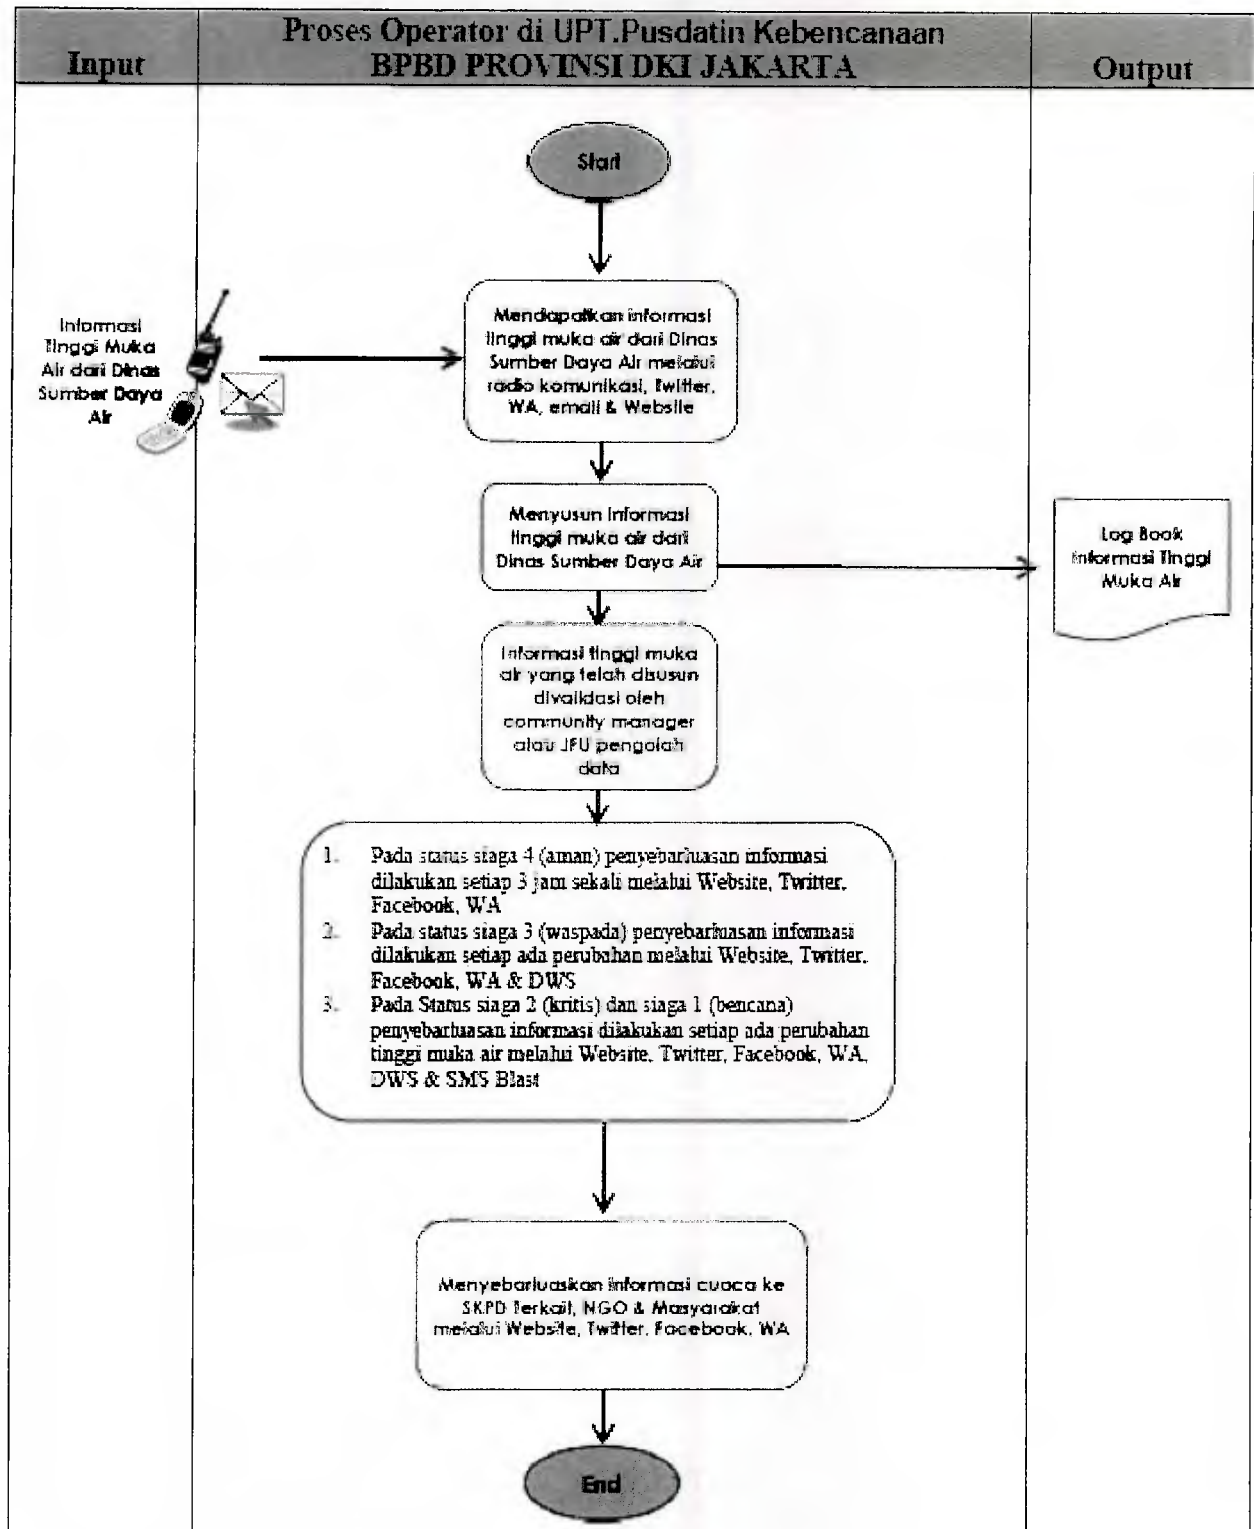 Input
Proses Operator di UPT.Pusdatin Kebencanaan
BPBD PROVINSI DKI JAKARTA
Output
Start
Informasi
Tinggi Muka
Air dari Dinas
Sumber Daya
Air
Mendapatkan informasi
tinggi muka air dari Dinas
Sumber Daya Air melalui
radio komunikasi, Twitter,
WA, email & Website
Menyusun informasi
tinggi muka air dari
Dinas Sumber Daya Air
Log Book
Informasi Tinggi
Muka Air
Informasi tinggi muka
air yang telah disusun
divalidasi oleh
community manager
atau JFU pengolah
data
1. Pada status siaga 4 (aman) penyebarluasan informasi
dilakukan setiap 3 jam sekali melalui Website, Twitter,
Facebook, WA
2. Pada status siaga 3 (waspada) penyebarluasan informasi
dilakukan setiap ada perubahan melalui Website, Twitter,
Facebook, WA & DWS
3. Pada Status siaga 2 (kritis) dan siaga 1 (bencana)
penyebarluasan informasi dilakukan setiap ada perubahan
tinggi muka air melalui Website, Twitter, Facebook, WA,
DWS & SMS Blast
Menyebarluaskan informasi cuaca ke
SKPD Terkait, NGO & Masyarakat
melalui Website, Twitter, Facebook, WA
End